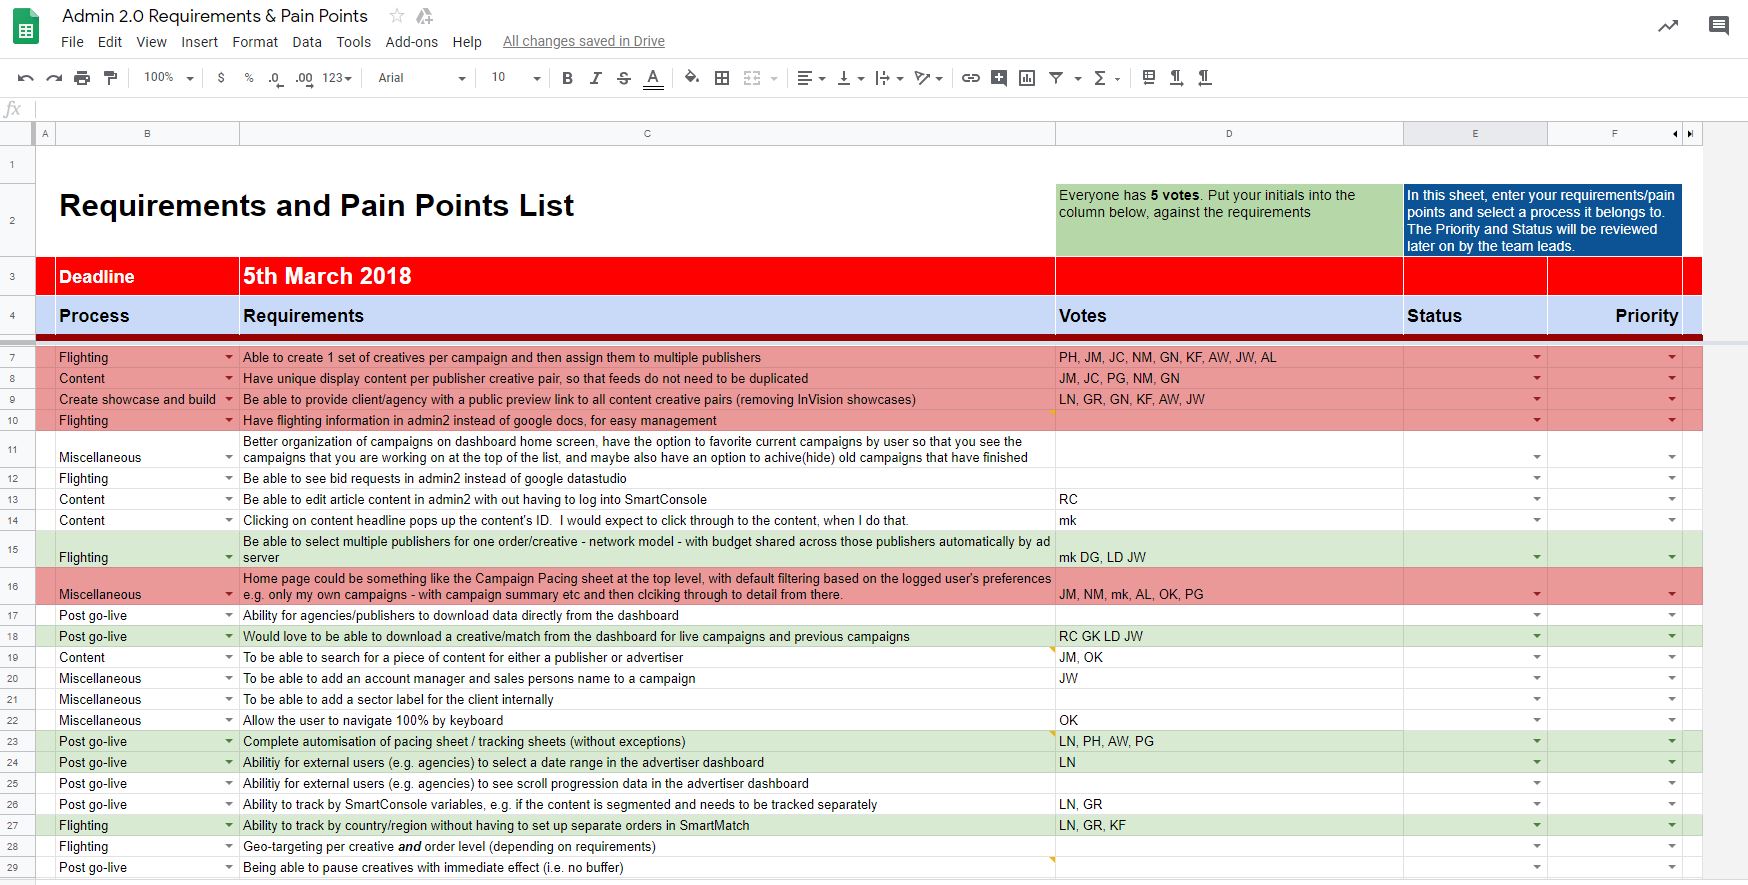 Admin 2.0 Requirements & Pain Points
File Edit View Insert Format Data Tools Add-ons Help All changes saved in Drive
100% $ % .0 .00 123 Arial 10 B I S A
fx
A B C D E F
1
2 Requirements and Pain Points List
Everyone has 5 votes. Put your initials into the
column below, against the requirements
In this sheet, enter your requirements/pain
points and select a process it belongs to.
The Priority and Status will be reviewed
later on by the team leads.
3 Deadline 5th March 2018
4 Process Requirements Votes Status Priority
7 Flighting Able to create 1 set of creatives per campaign and then assign them to multiple publishers PH, JM, JC, NM, GN, KF, AW, JW, AL
8 Content Have unique display content per publisher creative pair, so that feeds do not need to be duplicated JM, JC, PG, NM, GN
9 Create showcase and build Be able to provide client/agency with a public preview link to all content creative pairs (removing InVision showcases) LN, GR, GN, KF, AW, JW
10 Flighting Have flighting information in admin2 instead of google docs, for easy management
Better organization of campaigns on dashboard home screen, have the option to favorite current campaigns by user so that you see the
11 Miscellaneous campaigns that you are working on at the top of the list, and maybe also have an option to achive(hide) old campaigns that have finished
12 Flighting Be able to see bid requests in admin2 instead of google datastudio
13 Content Be able to edit article content in admin2 with out having to log into SmartConsole RC
14 Content Clicking on content headline pops up the content's ID. I would expect to click through to the content, when I do that. mk
Be able to select multiple publishers for one order/creative - network model - with budget shared across those publishers automatically by ad
15 Flighting server mk DG, LD JW
Home page could be something like the Campaign Pacing sheet at the top level, with default filtering based on the logged user's preferences
16 Miscellaneous e.g. only my own campaigns - with campaign summary etc and then clciking through to detail from there. JM, NM, mk, AL, OK, PG
17 Post go-live Ability for agencies/publishers to download data directly from the dashboard
18 Post go-live Would love to be able to download a creative/match from the dashboard for live campaigns and previous campaigns RC GK LD JW
19 Content To be able to search for a piece of content for either a publisher or advertiser JM, OK
20 Miscellaneous To be able to add an account manager and sales persons name to a campaign JW
21 Miscellaneous To be able to add a sector label for the client internally
22 Miscellaneous Allow the user to navigate 100% by keyboard OK
23 Post go-live Complete automisation of pacing sheet / tracking sheets (without exceptions) LN, PH, AW, PG
24 Post go-live Abilitiy for external users (e.g. agencies) to select a date range in the advertiser dashboard LN
25 Post go-live Abilitiy for external users (e.g. agencies) to see scroll progression data in the advertiser dashboard
26 Post go-live Ability to track by SmartConsole variables, e.g. if the content is segmented and needs to be tracked separately LN, GR
27 Flighting Ability to track by country/region without having to set up separate orders in SmartMatch LN, GR, KF
28 Flighting Geo-targeting per creative and order level (depending on requirements)
29 Post go-live Being able to pause creatives with immediate effect (i.e. no buffer)